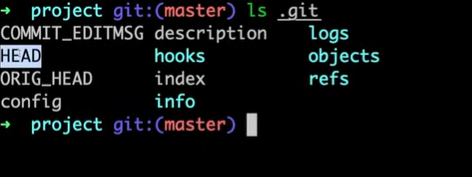 → project git:(master) ls .git
COMMIT_EDITMSG description logs
HEAD hooks objects
ORIG_HEAD index refs
config info
→ project git:(master)